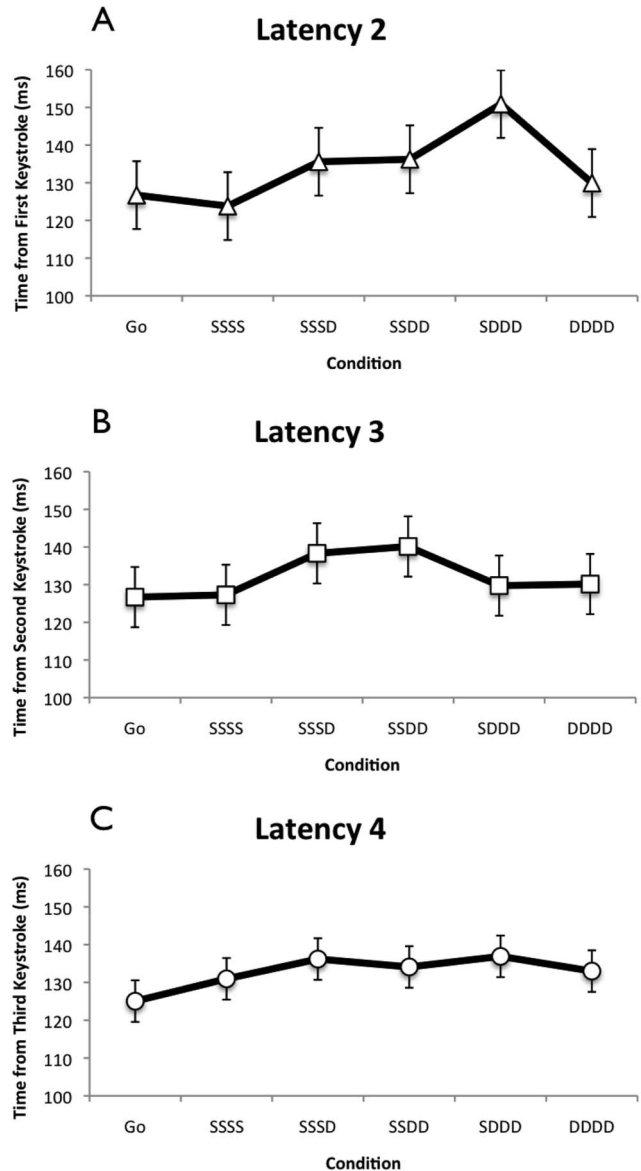 A
Latency 2
Time from First Keystroke (ms)
160
150
140
130
120
110
100
Go SSSS SSSD SSDD SDDD DDDD
Condition
B
Latency 3
Time from Second Keystroke (ms)
160
150
140
130
120
110
100
Go SSSS SSSD SSDD SDDD DDDD
Condition
C
Latency 4
Time from Third Keystroke (ms)
160
150
140
130
120
110
100
Go SSSS SSSD SSDD SDDD DDDD
Condition